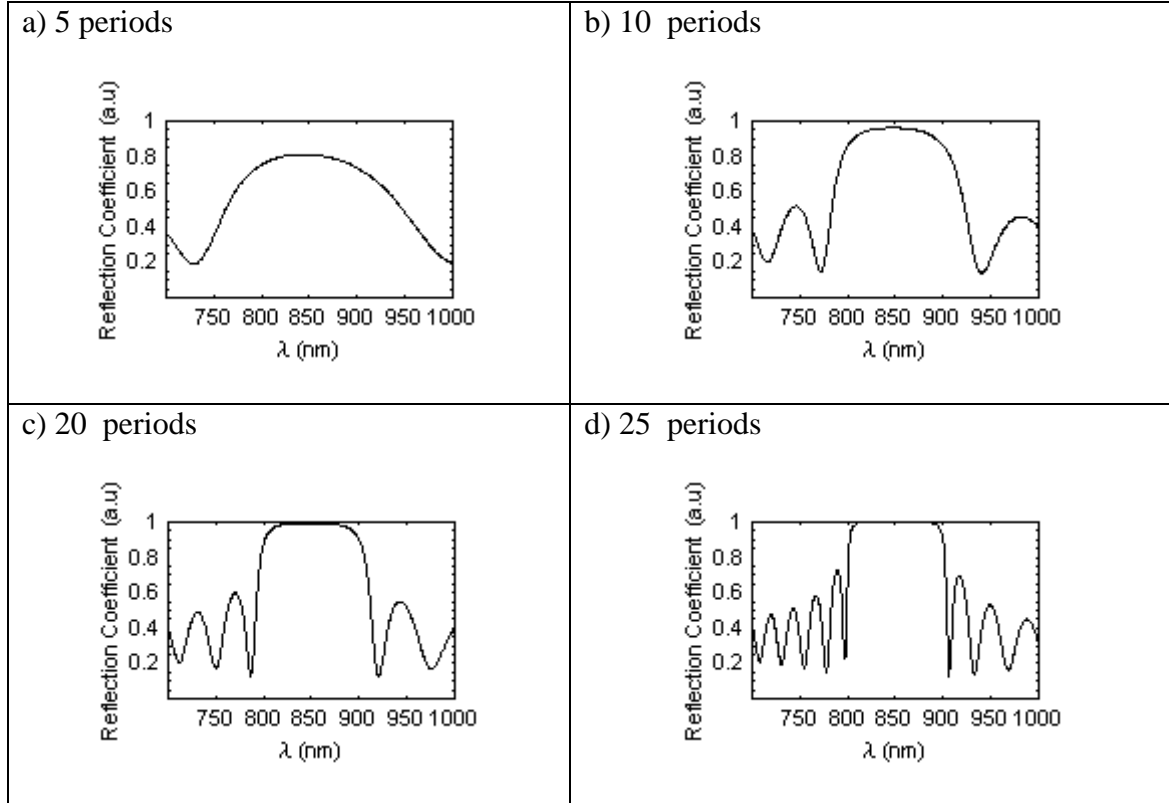 a) 5 periods
Reflection Coefficient (a.u)
1
0.8
0.6
0.4
0.2
750 800 850 900 950 1000
λ (nm)
b) 10 periods
Reflection Coefficient (a.u)
1
0.8
0.6
0.4
0.2
750 800 850 900 950 1000
λ (nm)
c) 20 periods
Reflection Coefficient (a.u)
1
0.8
0.6
0.4
0.2
750 800 850 900 950 1000
λ (nm)
d) 25 periods
Reflection Coefficient (a.u)
1
0.8
0.6
0.4
0.2
750 800 850 900 950 1000
λ (nm)